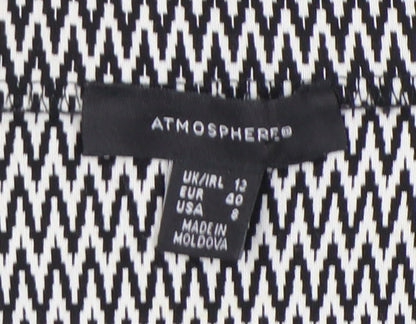 ATMOSPHERE®
UK/IRL 12
EUR 40
USA 8
MADE IN
MOLDOVA